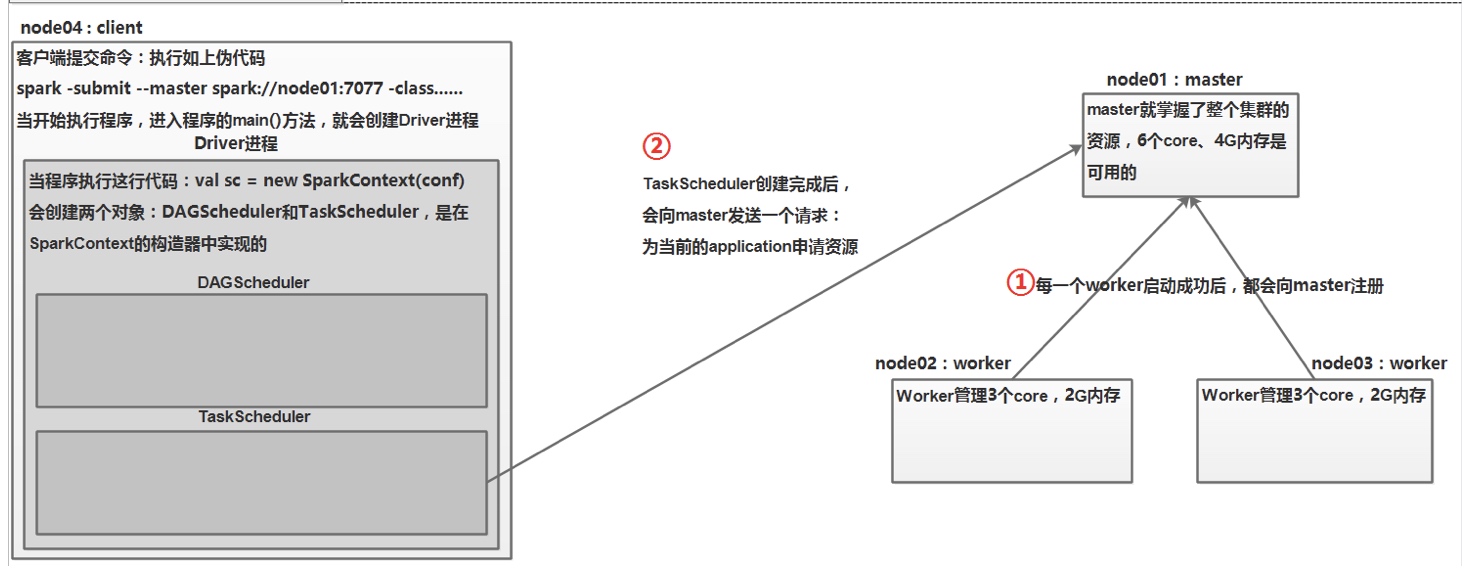 node04：client
客户端提交命令：执行如上伪代码
spark -submit --master spark://node01:7077 -class......
当开始执行程序，进入程序的main()方法，就会创建Driver进程
Driver进程
当程序执行这行代码：val sc = new SparkContext(conf)
会创建两个对象：DAGScheduler和TaskScheduler，是在
SparkContext的构造器中实现的
DAGScheduler
TaskScheduler
②
TaskScheduler创建完成后，
会向master发送一个请求：
为当前的application申请资源
node01：master
master就掌握了整个集群的
资源，6个core、4G内存是
可用的
①每一个worker启动成功后，都会向master注册
node02：worker
Worker管理3个core，2G内存
node03：worker
Worker管理3个core，2G内存